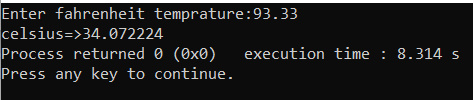 Enter fahrenheit temprature:93.33
celsius=>34.072224
Process returned 0 (0x0)   execution time : 8.314 s
Press any key to continue.